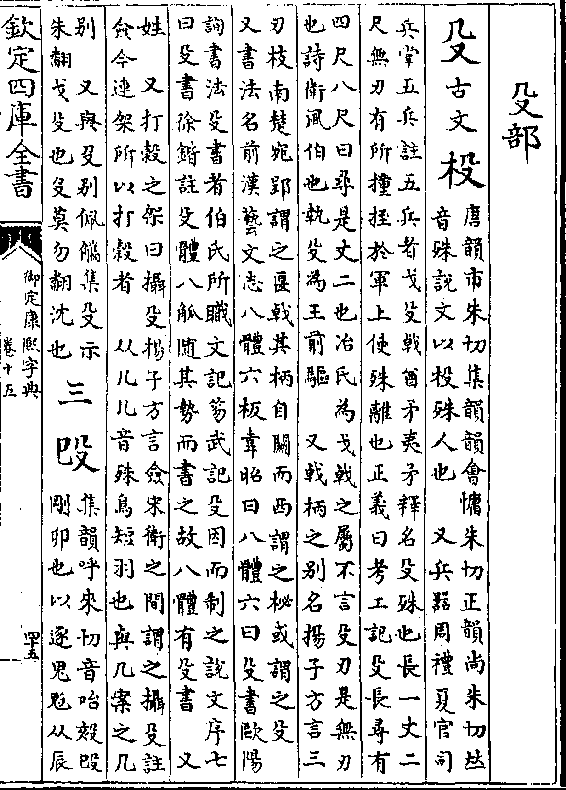 殳部
殳古文杸 唐韻市朱切集韻韻會慵朱切正韻尚朱切𠀤
音殊說文以杸殊人也　又兵器周禮夏官司
兵掌五兵註五兵者戈殳戟酋矛夷矛釋名殳殊也長一丈二
尺無刃有所撞挃於軍上使殊離也正義曰考工記殳長尋有
四尺八尺曰尋是丈二也冶氏為戈戟之屬不言殳刃是無刃
也詩衛風伯也執殳為王前驅　又戟柄之別名揚子方言三
刃枝南楚宛郢謂之匽戟其柄自關而西謂之柲或謂之殳
又書法名前漢藝文志八體六板韋昭曰八體六曰殳書歐陽
詢書法殳書者伯氏所職文記笏武記殳因而制之說文序七
曰殳書徐鍇註殳體八觚隨其勢而書之故八體有殳書　又
姓　又打穀之架曰攝殳揚子方言僉宋衛之間謂之攝殳註
僉今連架所以打穀者　从几几音殊鳥短羽也與几案之几
別　又與㕛別佩觿集殳示
朱翻戈殳也㕛莫勿翻沈也
三 㱾 集韻呼來切音咍㱾㱾
剛卯也以逐鬼鬽从辰
欽定四庫全書
御定康熙字典
卷十五
四五